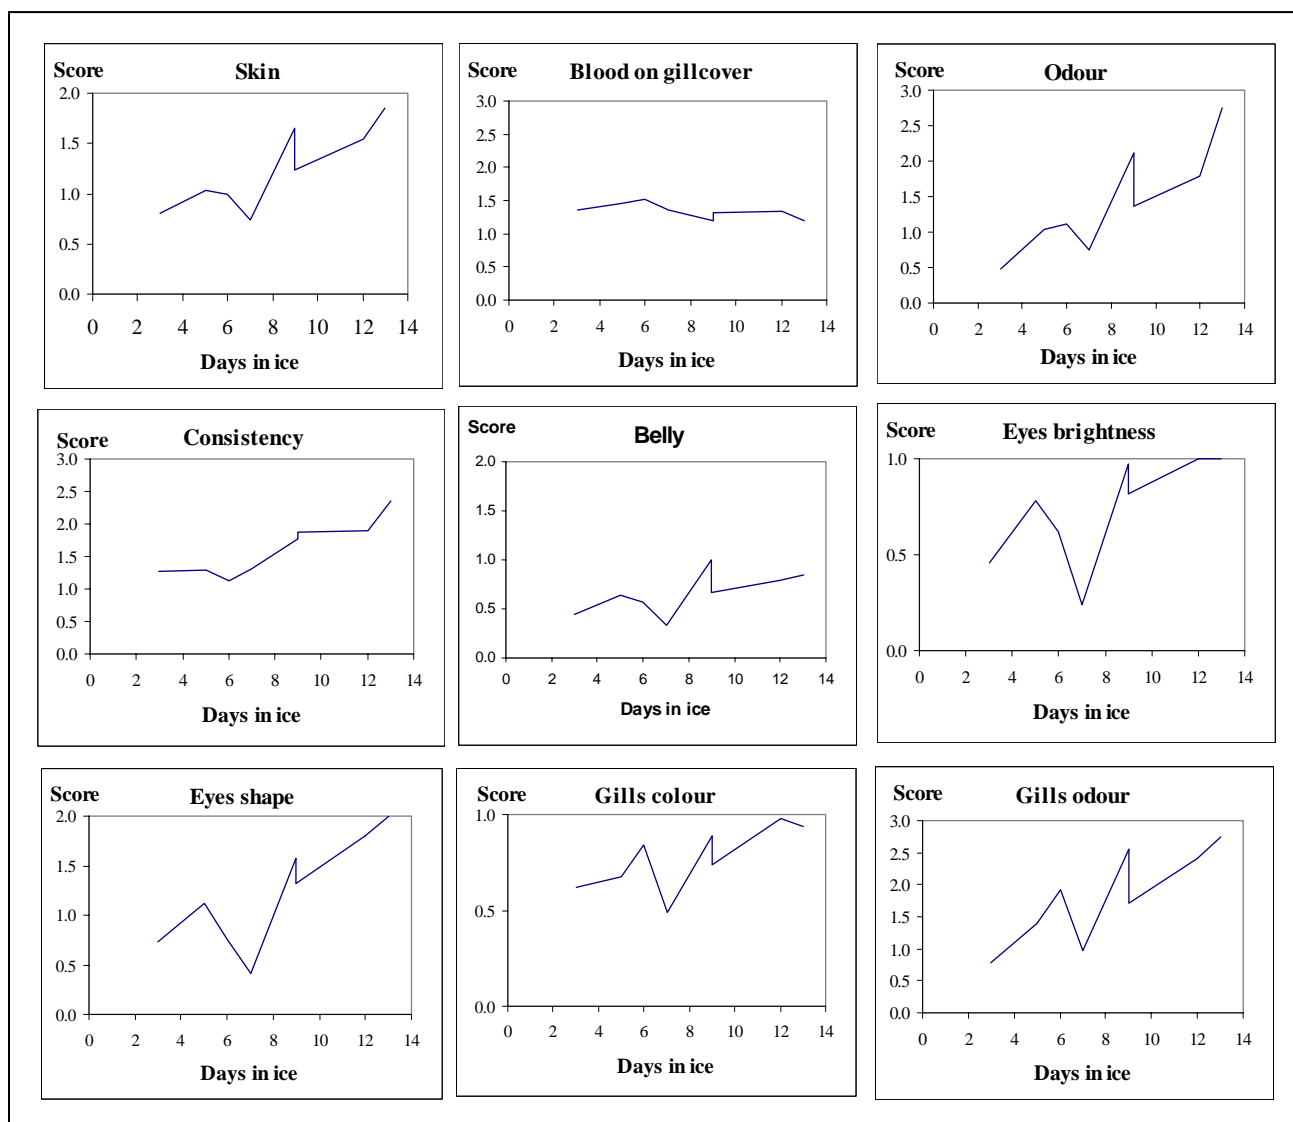 Skin
Score
2.0
1.5
1.0
0.5
0.0
0 2 4 6 8 10 12 14
Days in ice
Blood on gillcover
Score
3.0
2.5
2.0
1.5
1.0
0.5
0.0
0 2 4 6 8 10 12 14
Days in ice
Odour
Score
3.0
2.5
2.0
1.5
1.0
0.5
0.0
0 2 4 6 8 10 12 14
Days in ice
Consistency
Score
3.0
2.5
2.0
1.5
1.0
0.5
0.0
0 2 4 6 8 10 12 14
Days in ice
Score
Belly
2.0
1.5
1.0
0.5
0.0
0 2 4 6 8 10 12 14
Days in ice
Score
Eyes brightness
1.0
0.5
0.0
0 2 4 6 8 10 12 14
Days in ice
Score
Eyes shape
2.0
1.5
1.0
0.5
0.0
0 2 4 6 8 10 12 14
Days in ice
Score
Gills colour
1.0
0.5
0.0
0 2 4 6 8 10 12 14
Days in ice
Score
Gills odour
3.0
2.5
2.0
1.5
1.0
0.5
0.0
0 2 4 6 8 10 12 14
Days in ice